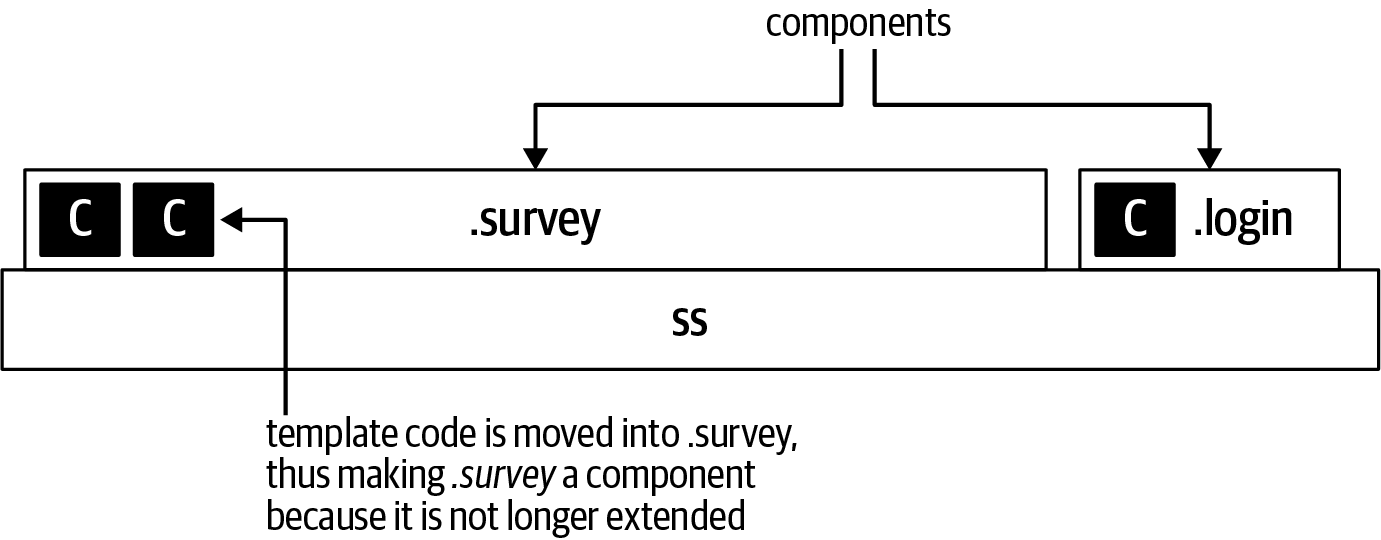 components
C C .survey
C .login
ss
template code is moved into .survey,
thus making .survey a component
because it is not longer extended